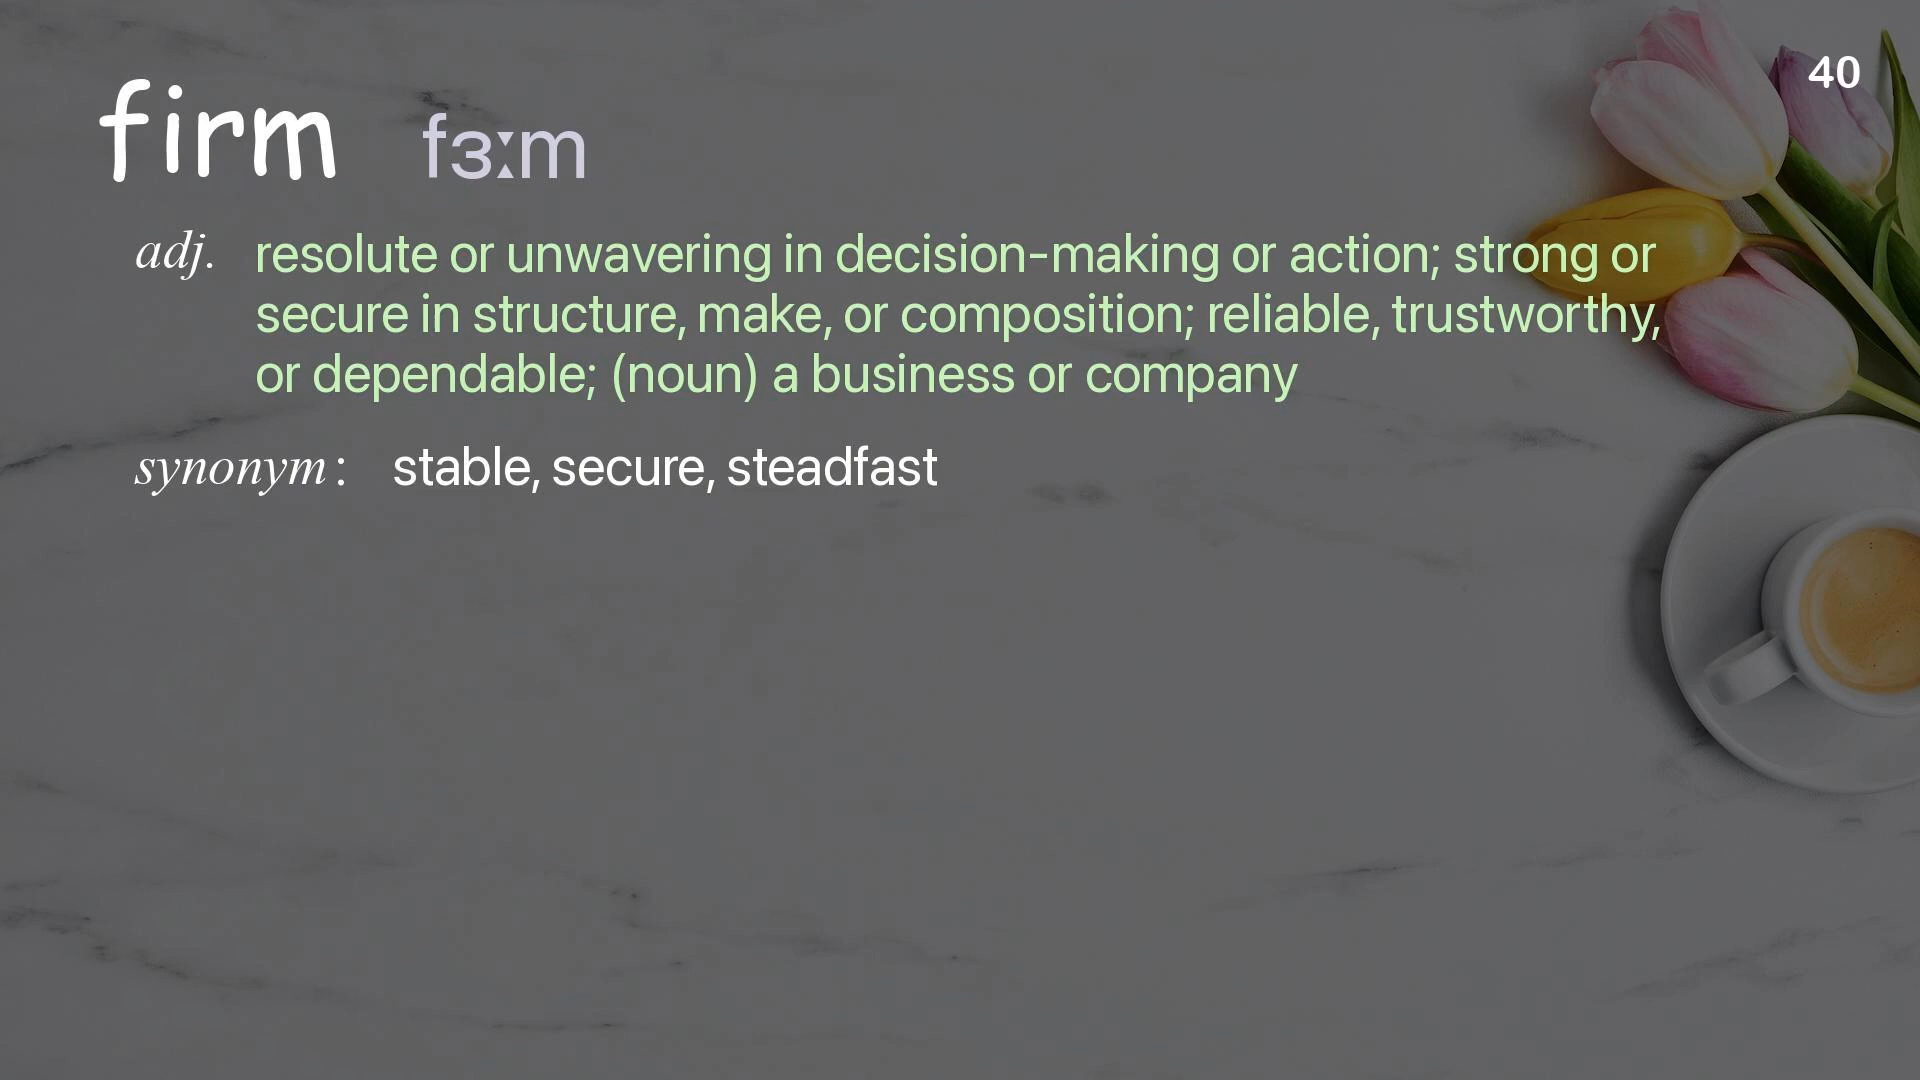 40
firm fɜːm
adj. resolute or unwavering in decision-making or action; strong or
secure in structure, make, or composition; reliable, trustworthy,
or dependable; (noun) a business or company
synonym: stable, secure, steadfast